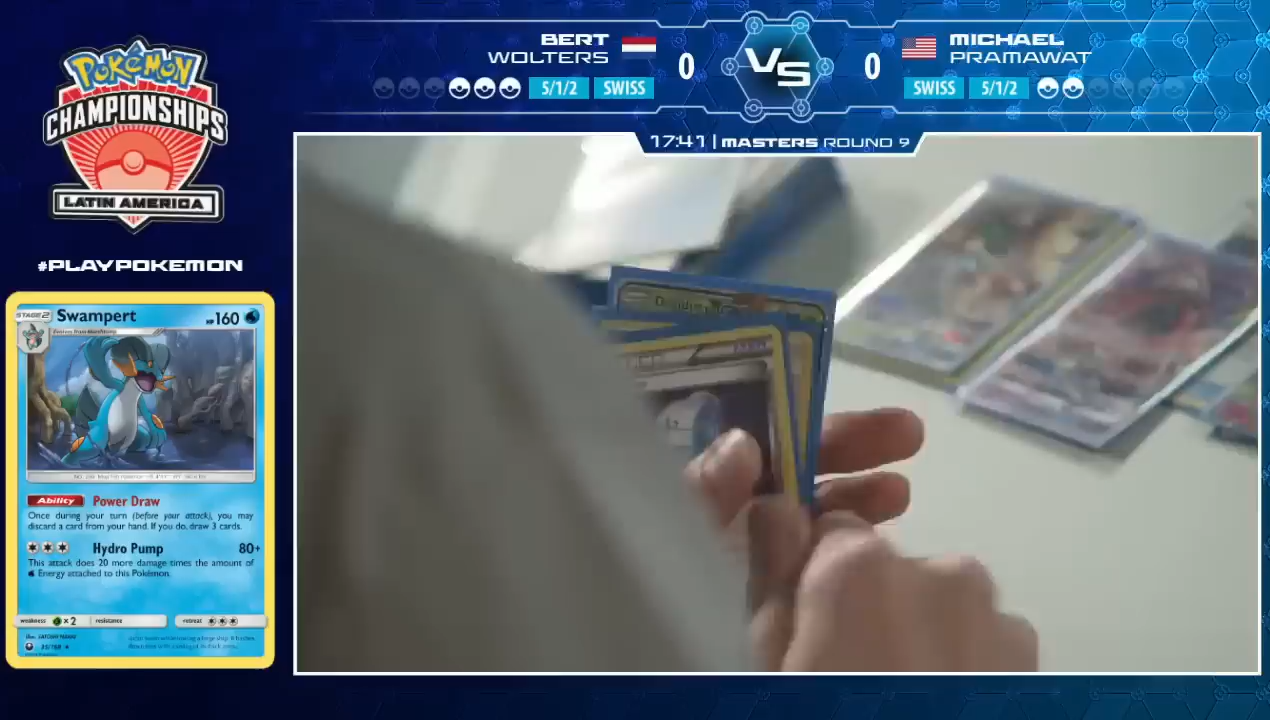 BERT
WOLTERS
0
VS
0
MICHAEL
PRAMAWAT
5/1/2
SWISS
SWISS
5/1/2
17:41 | MASTERS ROUND 9
POKéMON
CHAMPIONSHIPS
LATIN AMERICA
#PLAYPOKEMON
STAGE2
Swampert
HP160
Ability
Power Draw
Once during your turn (before your attack), you may
discard a card from your hand. If you do, draw 3 cards.
Hydro Pump
80+
This attack does 20 more damage times the amount of
Energy attached to this Pokémon.
weakness
×2
resistance
retreat